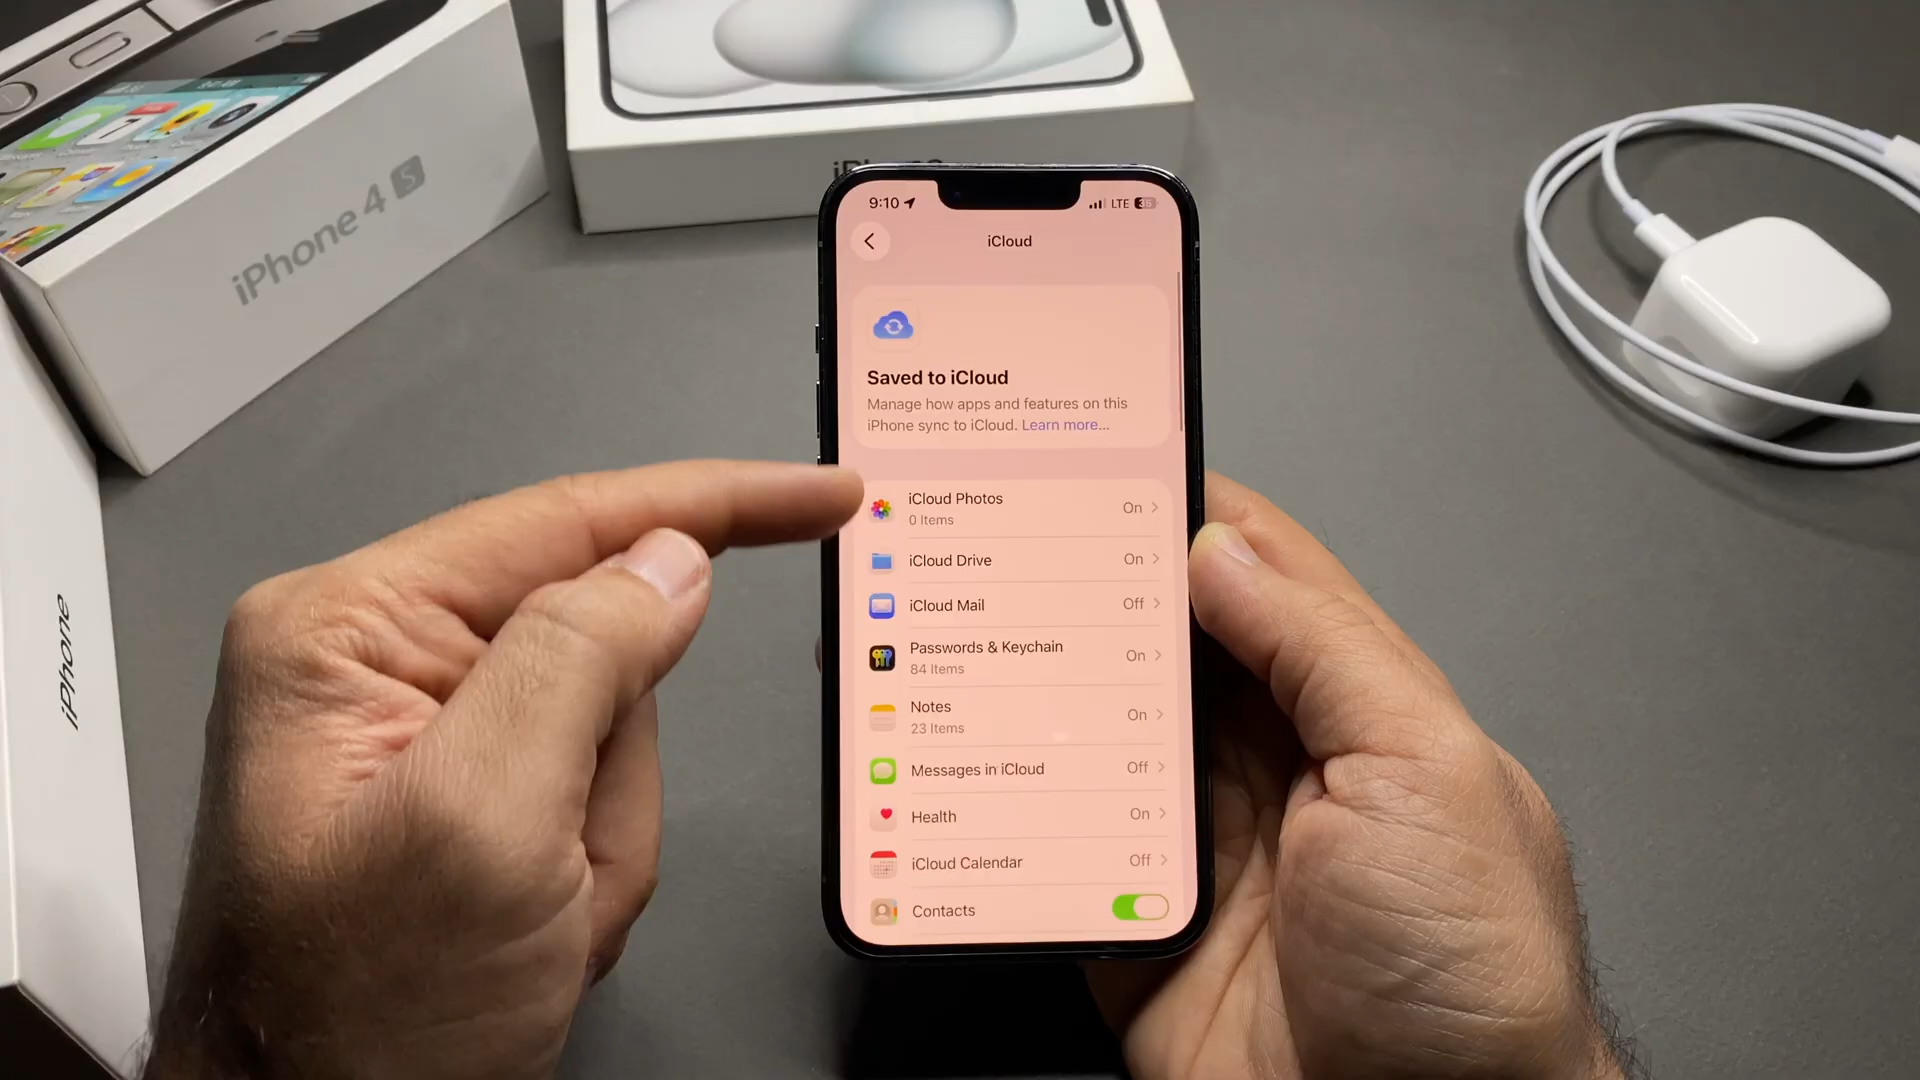 iPhone 4 S
iPhone
9:10
LTE 35
iCloud
Saved to iCloud
Manage how apps and features on this
iPhone sync to iCloud. Learn more...
iCloud Photos
0 Items
On
iCloud Drive
On
iCloud Mail
Off
Passwords & Keychain
84 Items
On
Notes
23 Items
On
Messages in iCloud
Off
Health
On
iCloud Calendar
Off
Contacts